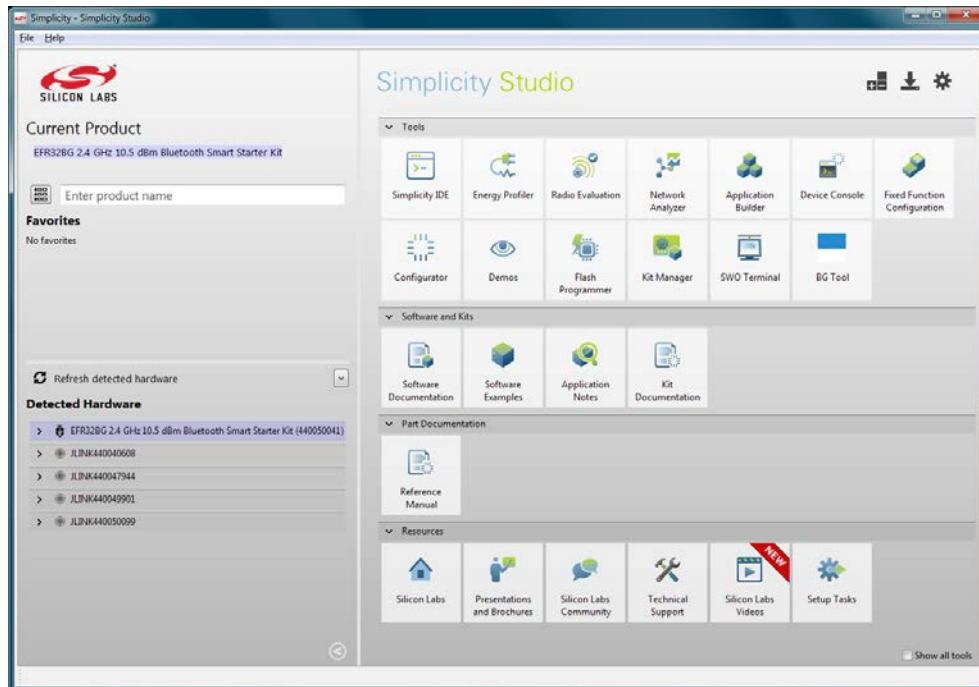 Simplicity - Simplicity Studio
File Help
SILICON LABS
Current Product
EFR32BG 2.4 GHz 10.5 dBm Bluetooth Smart Starter Kit
Enter product name
Favorites
No favorites
Refresh detected hardware
Detected Hardware
EFR32BG 2.4 GHz 10.5 dBm Bluetooth Smart Starter Kit (440050041)
JLINK440040608
JLINK440047944
JLINK440049901
JLINK440050099
Simplicity Studio
Tools
Simplicity IDE
Energy Profiler
Radio Evaluation
Network
Analyzer
Application
Builder
Device Console
Fixed Function
Configuration
Configurator
Demos
Flash
Programmer
Kit Manager
SWO Terminal
BG Tool
Software and Kits
Software
Documentation
Software
Examples
Application
Notes
Kit
Documentation
Part Documentation
Reference
Manual
Resources
Silicon Labs
Presentations
and Brochures
Silicon Labs
Community
Technical
Support
NEW
Silicon Labs
Videos
Setup Tasks
Show all tools